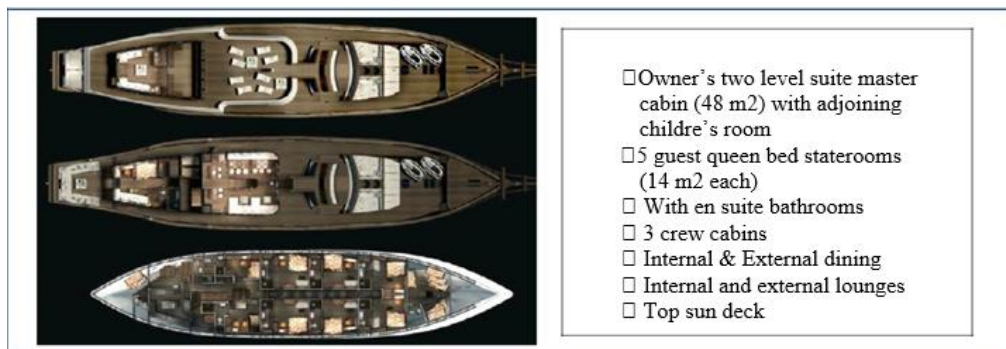 □Owner's two level suite master
cabin (48 m2) with adjoining
childre's room
□5 guest queen bed staterooms
(14 m2 each)
□ With en suite bathrooms
□ 3 crew cabins
□ Internal & External dining
□ Internal and external lounges
□ Top sun deck